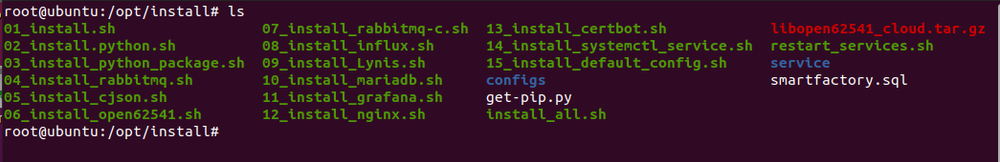 root@ubuntu:/opt/install# ls
01_install.sh 07_install_rabbitmq-c.sh 13_install_certbot.sh libopen62541_cloud.tar.gz
02_install.python.sh 08_install_influx.sh 14_install_systemctl_service.sh restart_services.sh
03_install_python_package.sh 09_install_Lynis.sh 15_install_default_config.sh service
04_install_rabbitmq.sh 10_install_mariadb.sh configs smartfactory.sql
05_install_cjson.sh 11_install_grafana.sh get-pip.py
06_install_open62541.sh 12_install_nginx.sh install_all.sh
root@ubuntu:/opt/install#